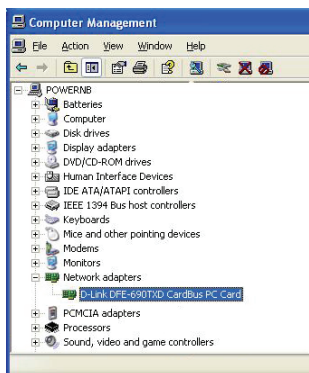 Computer Management
File Action View Window Help
POWERNB
Batteries
Computer
Disk drives
Display adapters
DVD/CD-ROM drives
Human Interface Devices
IDE ATA/ATAPI controllers
IEEE 1394 Bus host controllers
Keyboards
Mice and other pointing devices
Modems
Monitors
Network adapters
D-Link DFE-690TXD CardBus PC Card
PCMCIA adapters
Processors
Sound, video and game controllers